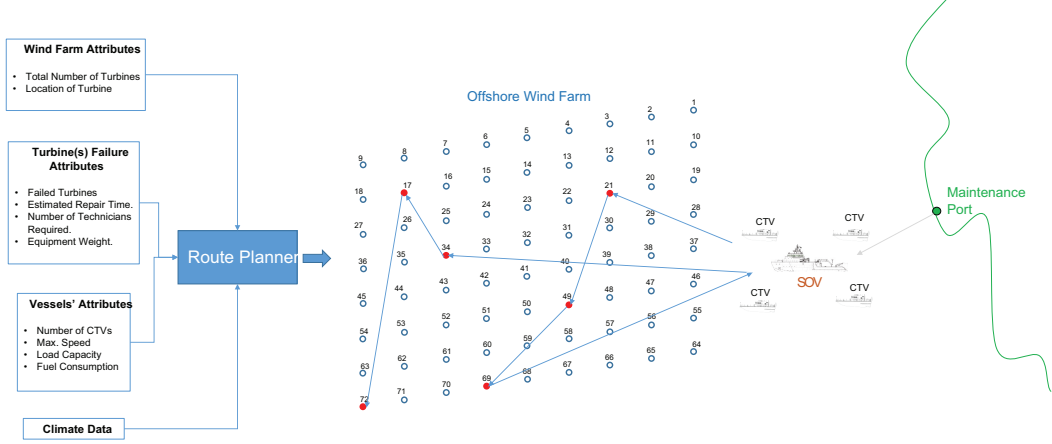 Wind Farm Attributes
• Total Number of Turbines
• Location of Turbine
Turbine(s) Failure
Attributes
• Failed Turbines
• Estimated Repair Time.
• Number of Technicians
Required.
• Equipment Weight.
Vessels' Attributes
• Number of CTVs
• Max. Speed
• Load Capacity
• Fuel Consumption
Climate Data
Route Planner
Offshore Wind Farm
1
2
3
4
5
6
7
8
9
10
11
12
13
14
15
16
17
18
19
20
21
22
23
24
25
26
27
28
29
30
31
32
33
34
35
36
37
38
39
40
41
42
43
44
45
46
47
48
49
50
51
52
53
54
55
56
57
58
59
60
61
62
63
64
65
66
67
68
69
70
71
72
CTV
CTV
SOV
CTV
CTV
Maintenance
Port